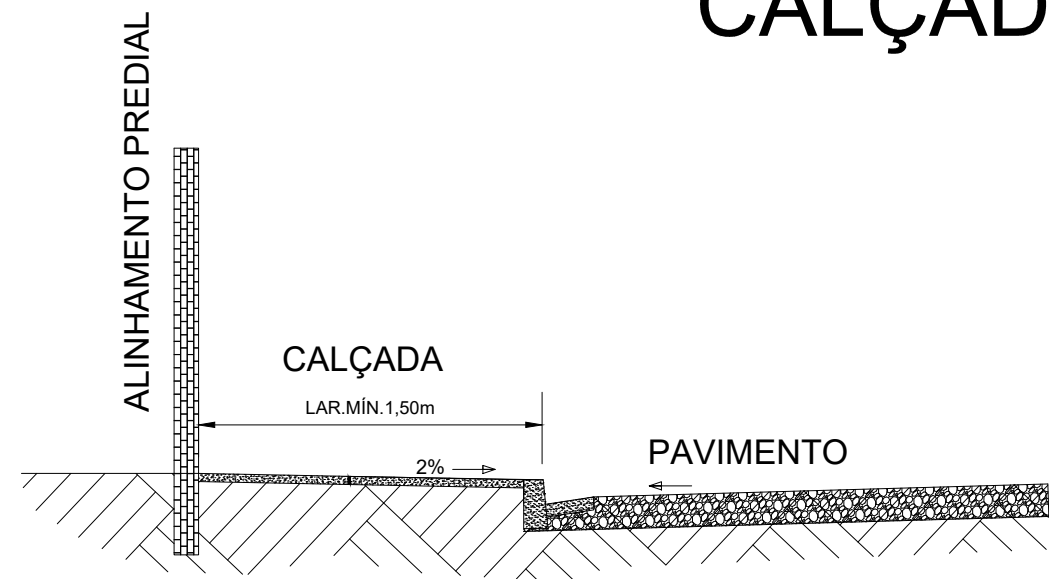 CALÇAD
ALINHAMENTO PREDIAL
CALÇADA
LAR.MÍN.1,50m
2%
PAVIMENTO